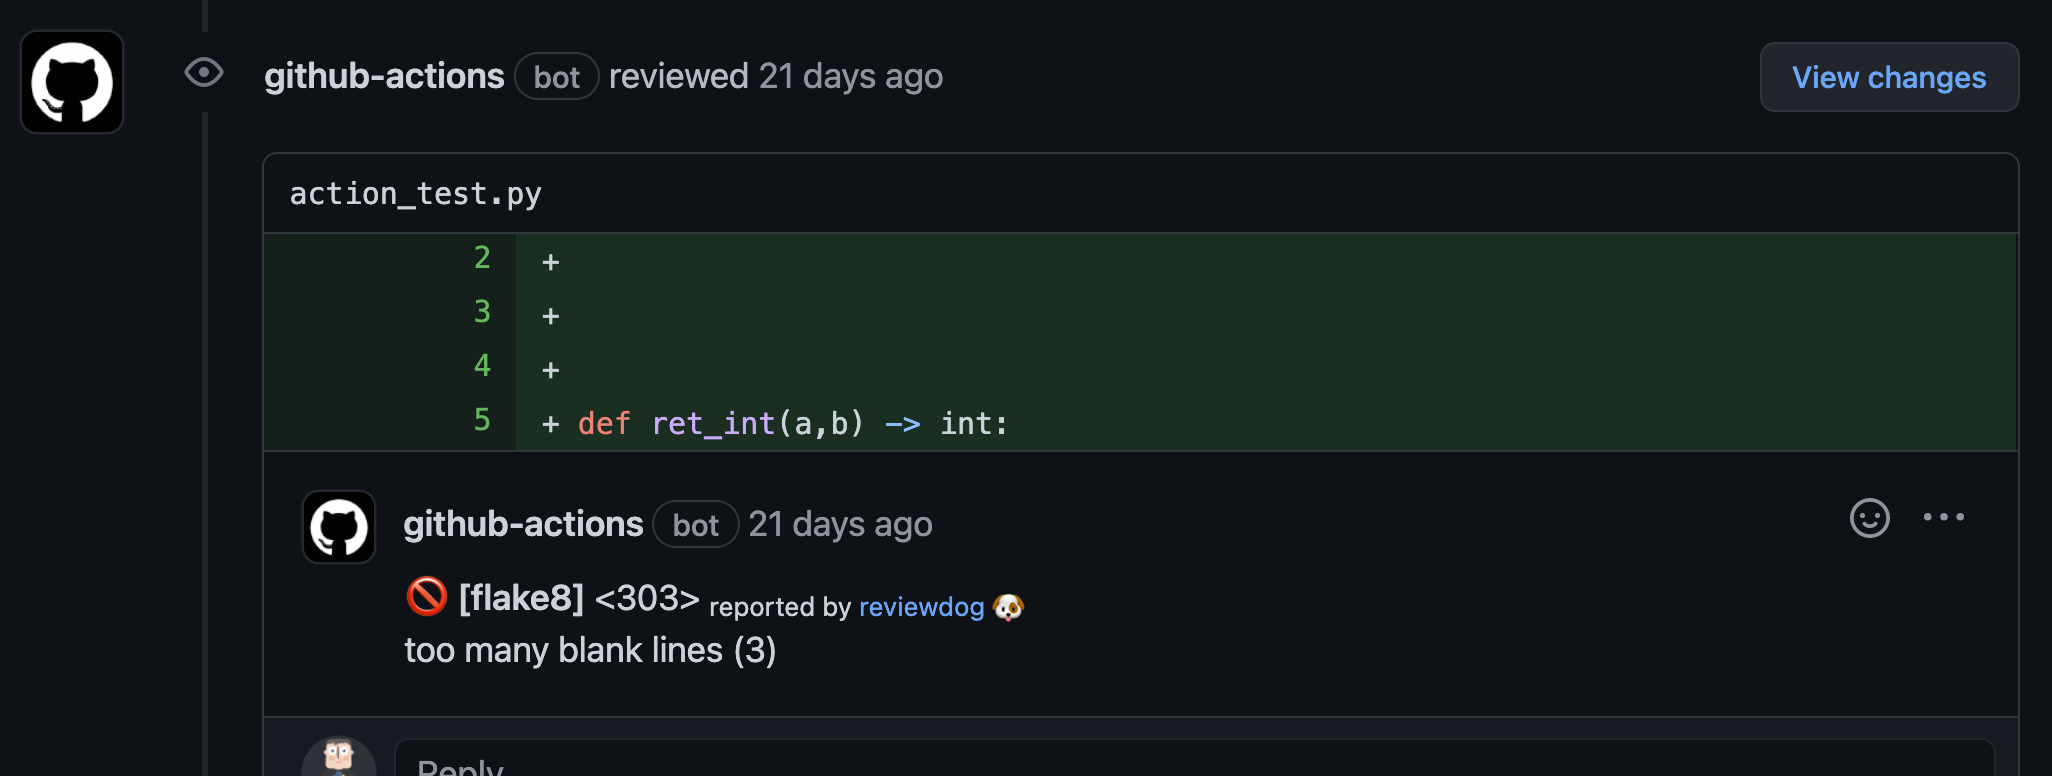 github-actions bot reviewed 21 days ago View changes
action_test.py
2 +
3 +
4 +
5 + def ret_int(a,b) -> int:
github-actions bot 21 days ago
[flake8] <303> reported by reviewdog
too many blank lines (3)
Reply